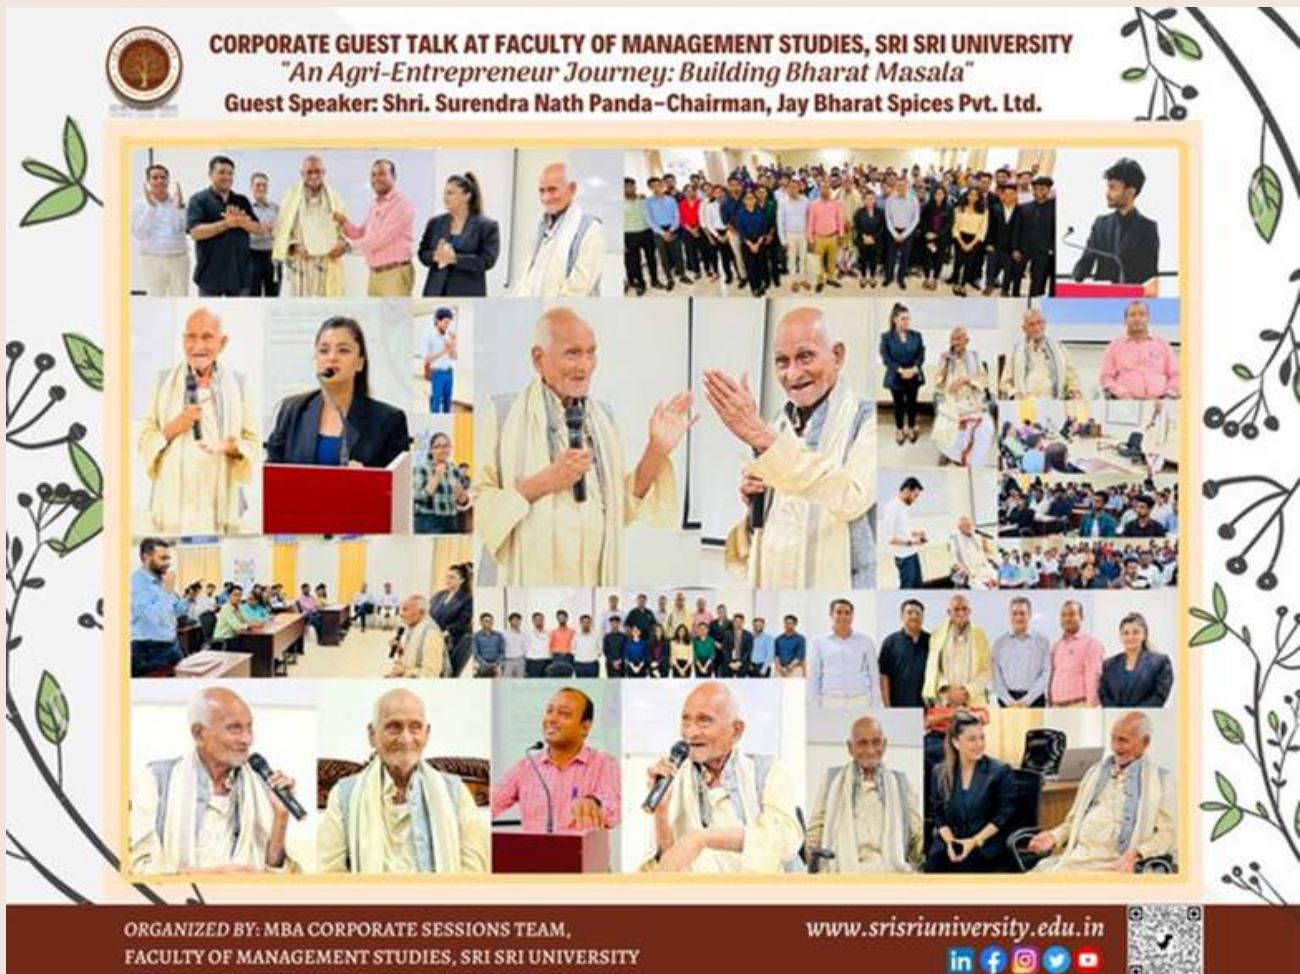 CORPORATE GUEST TALK AT FACULTY OF MANAGEMENT STUDIES, SRI SRI UNIVERSITY
"An Agri-Entrepreneur Journey: Building Bharat Masala"
Guest Speaker: Shri. Surendra Nath Panda-Chairman, Jay Bharat Spices Pvt. Ltd.
ORGANIZED BY: MBA CORPORATE SESSIONS TEAM,
FACULTY OF MANAGEMENT STUDIES, SRI SRI UNIVERSITY
www.srisriuniversity.edu.in